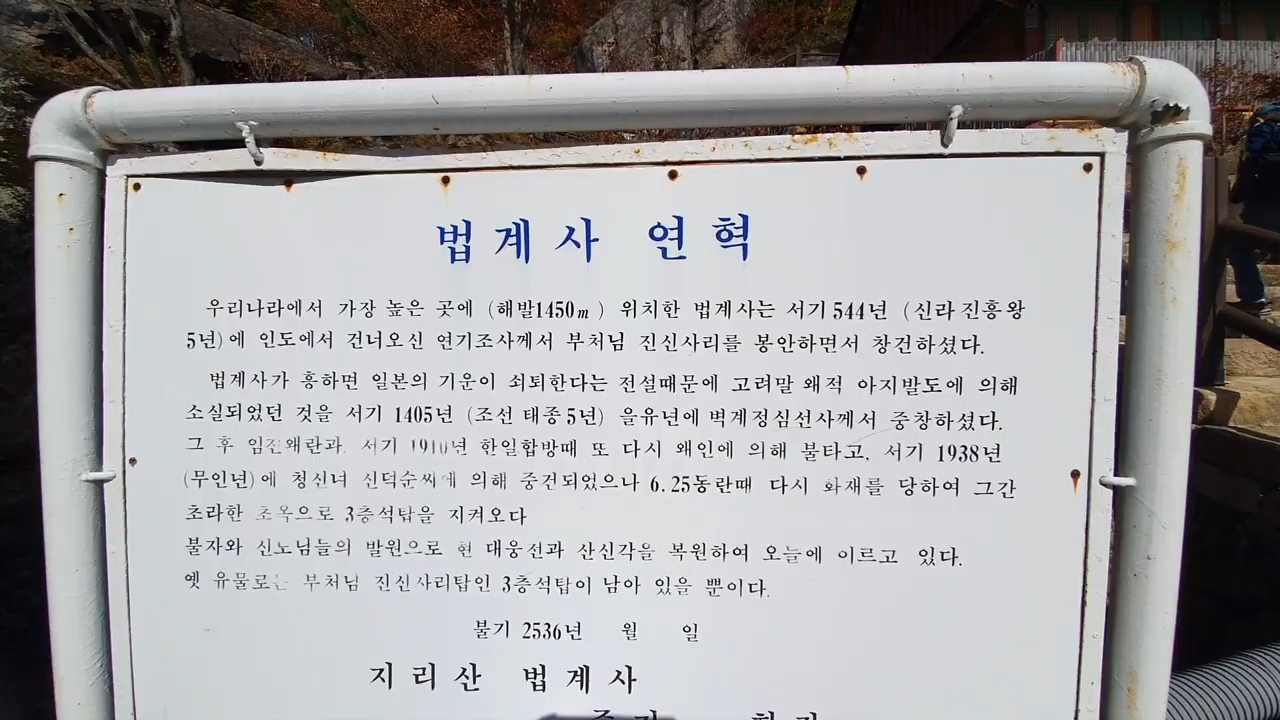 법계사 연혁
우리나라에서 가장 높은 곳에 (해발1450m) 위치한 법계사는 서기 544년 (신라 진흥왕
5년)에 인도에서 건너오신 연기조사께서 부처님 진신사리를 봉안하면서 창건하셨다.
법계사가 흥하면 일본의 기운이 쇠퇴한다는 전설때문에 고려말 왜적 아지발도에 의해
소실되었던 것을 서기 1405년 (조선 태종 5년) 을유년에 벽계정심선사께서 중창하셨다.
그 후 임진왜란과, 서기 1910년 한일합방때 또 다시 왜인에 의해 불타고, 서기 1938년
(무인년)에 청신녀 신덕순씨에 의해 중건되었으나 6.25동란때 다시 화재를 당하여 그간
초라한 초옥으로 3층석탑을 지켜오다
불자와 신도님들의 발원으로 현 대웅전과 산신각을 복원하여 오늘에 이르고 있다.
옛 유물로는 부처님 진신사리탑인 3층석탑이 남아 있을 뿐이다.
불기 2536년 월 일
지리산 법계사